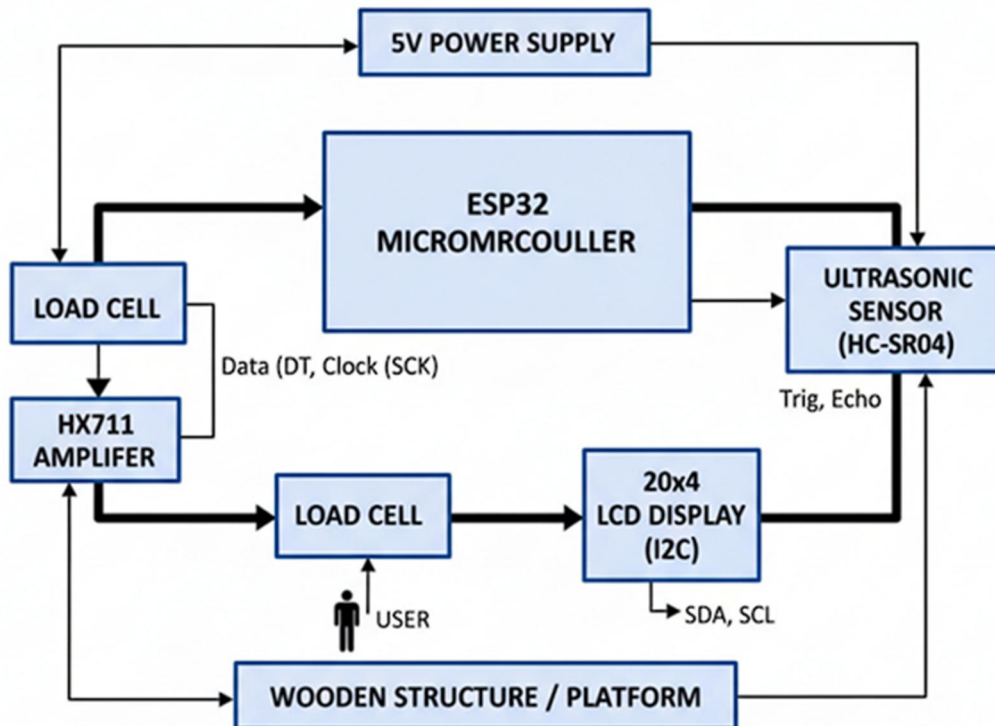 5V POWER SUPPLY
ESP32
MICROMRCOULLER
LOAD CELL
ULTRASONIC
SENSOR
(HC-SR04)
Data (DT, Clock (SCK)
Trig, Echo
HX711
AMPLIFER
LOAD CELL
20x4
LCD DISPLAY
(I2C)
USER
SDA, SCL
WOODEN STRUCTURE / PLATFORM